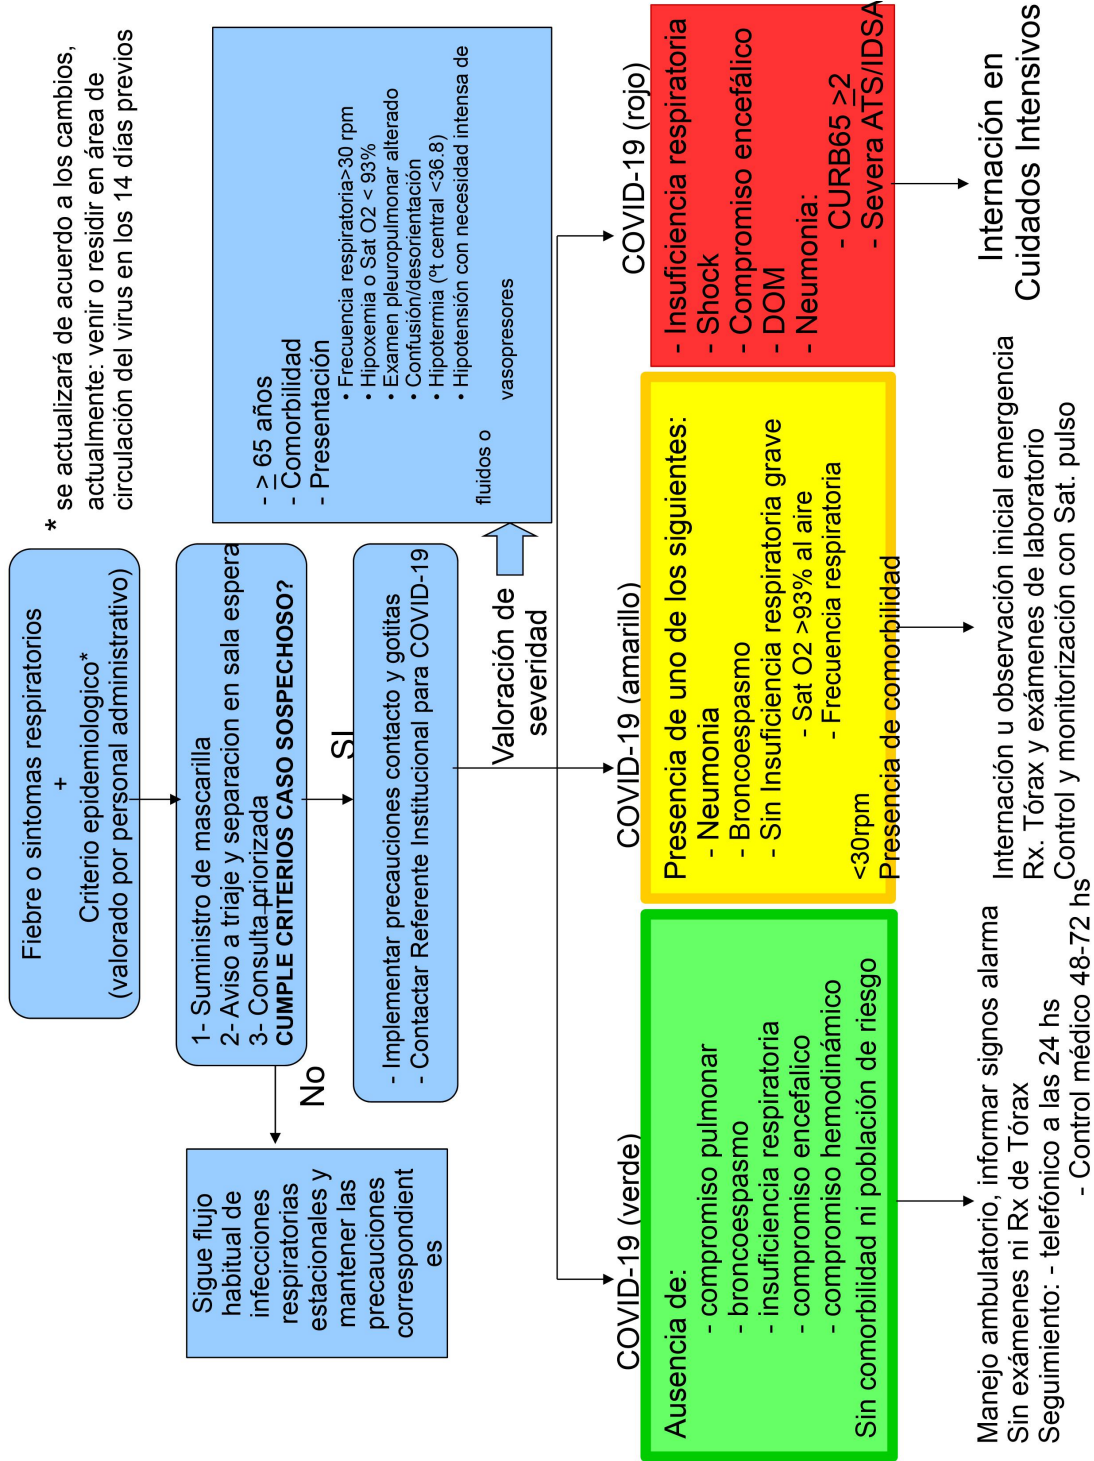 Fiebre o sintomas respiratorios
+
Criterio epidemiologico*
(valorado por personal administrativo)
* se actualizará de acuerdo a los cambios,
actualmente: venir o residir en área de
circulación del virus en los 14 días previos
1- Suministro de mascarilla
2- Aviso a triaje y separacion en sala espera
3- Consulta priorizada
CUMPLE CRITERIOS CASO SOSPECHOSO?
No
SI
Sigue flujo
habitual de
infecciones
respiratorias
estacionales y
mantener las
precauciones
correspondient
es
- Implementar precauciones contacto y gotitas
- Contactar Referente Institucional para COVID-19
Valoración de
severidad
- > 65 años
- Comorbilidad
- Presentación
• Frecuencia respiratoria>30 rpm
• Hipoxemia o Sat O2 < 93%
• Examen pleuropulmonar alterado
• Confusión/desorientación
• Hipotermia (ºt central <36.8)
• Hipotensión con necesidad intensa de
fluidos o vasopresores
COVID-19 (verde)
Ausencia de:
- compromiso pulmonar
- broncoespasmo
- insuficiencia respiratoria
- compromiso encefálico
- compromiso hemodinámico
Sin comorbilidad ni población de riesgo
Manejo ambulatorio, informar signos alarma
Sin exámenes ni Rx de Tórax
Seguimiento: - telefónico a las 24 hs
- Control médico 48-72 hs
COVID-19 (amarillo)
Presencia de uno de los siguientes:
- Neumonia
- Broncoespasmo
- Sin Insuficiencia respiratoria grave
- Sat O2 >93% al aire
- Frecuencia respiratoria
<30rpm
Presencia de comorbilidad
Internación u observación inicial emergencia
Rx. Tórax y exámenes de laboratorio
Control y monitorización con Sat. pulso
COVID-19 (rojo)
- Insuficiencia respiratoria
- Shock
- Compromiso encefálico
- DOM
- Neumonia:
- CURB65 >2
- Severa ATS/IDSA
Internación en
Cuidados Intensivos